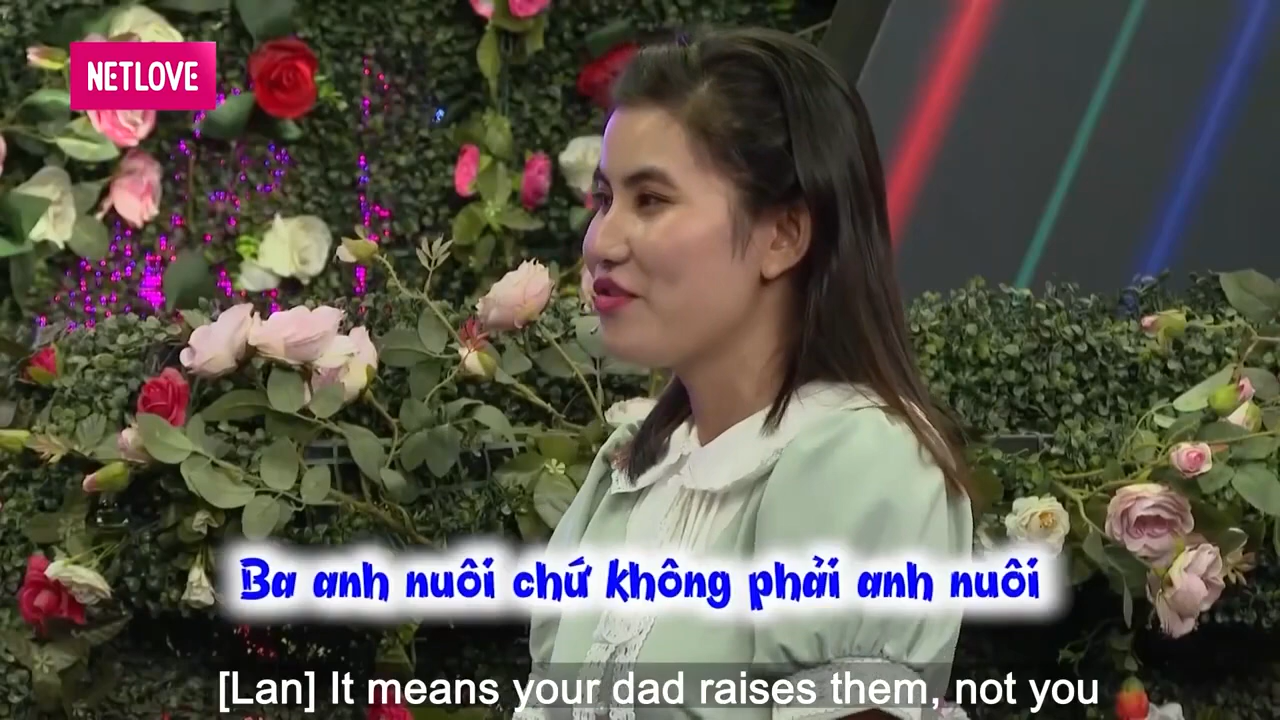 NETLOVE
Ba anh nuôi chứ không phải anh nuôi
[Lan] It means your dad raises them, not you